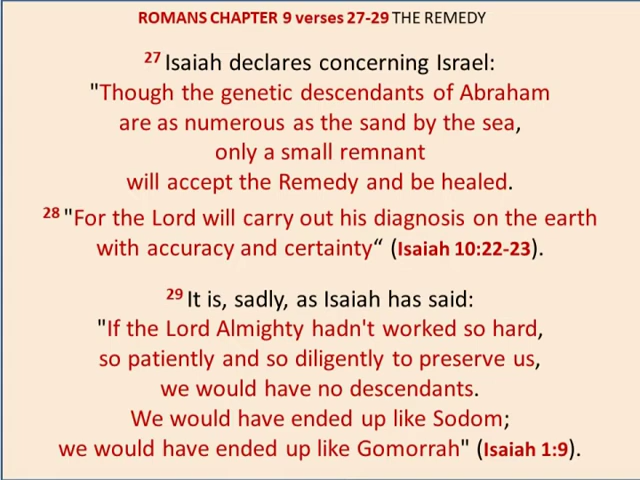 ROMANS CHAPTER 9 verses 27-29 THE REMEDY
27 Isaiah declares concerning Israel:
"Though the genetic descendants of Abraham
are as numerous as the sand by the sea,
only a small remnant
will accept the Remedy and be healed.
28 "For the Lord will carry out his diagnosis on the earth
with accuracy and certainty“ (Isaiah 10:22-23).
29 It is, sadly, as Isaiah has said:
"If the Lord Almighty hadn't worked so hard,
so patiently and so diligently to preserve us,
we would have no descendants.
We would have ended up like Sodom;
we would have ended up like Gomorrah" (Isaiah 1:9).